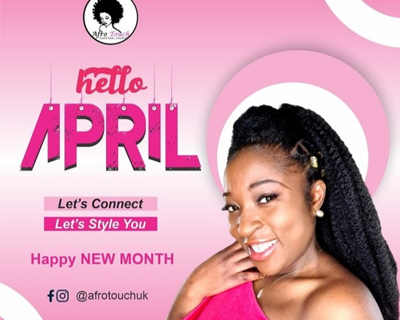 Afro Touch
hello
APRIL
Let's Connect
Let's Style You
Happy NEW MONTH
@afrotouchuk